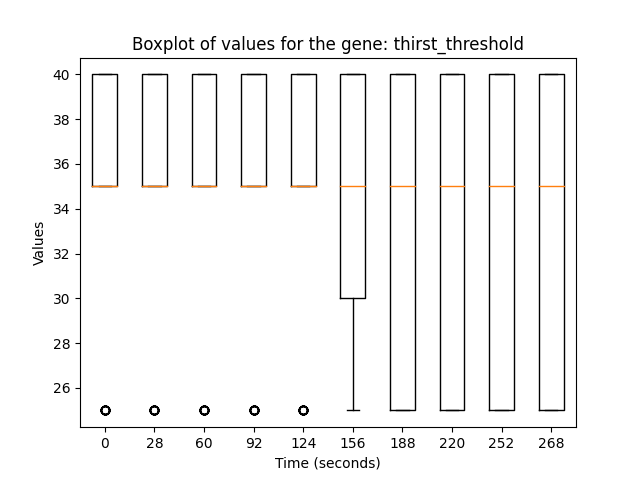 Boxplot of values for the gene: thirst_threshold
40
38
36
34
32
30
28
26
Values
0 28 60 92 124 156 188 220 252 268
Time (seconds)